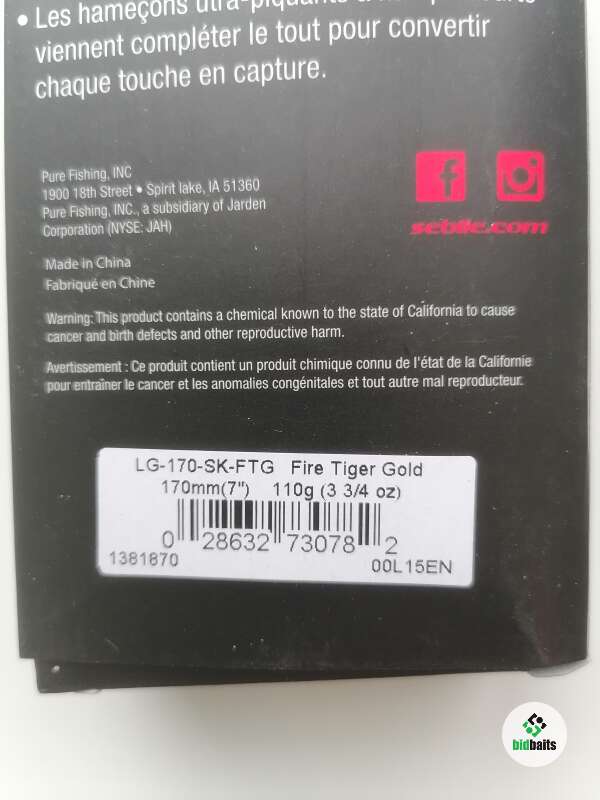 • Les hameçons utra-piquants à
viennent compléter le tout pour convertir
chaque touche en capture.
Pure Fishing, INC
1900 18th Street • Spirit lake, IA 51360
Pure Fishing, INC., a subsidiary of Jarden
Corporation (NYSE: JAH)
sebile.com
Made in China
Fabriqué en Chine
Warning: This product contains a chemical known to the state of California to cause
cancer and birth defects and other reproductive harm.
Avertissement : Ce produit contient un produit chimique connu de l'état de la Californie
pour entraîner le cancer et les anomalies congénitales et tout autre mal reproducteur.
LG-170-SK-FTG Fire Tiger Gold
170mm(7") 110g (3 3/4 oz)
0 28632 73078 2
1381870 00L15EN
bidbaits